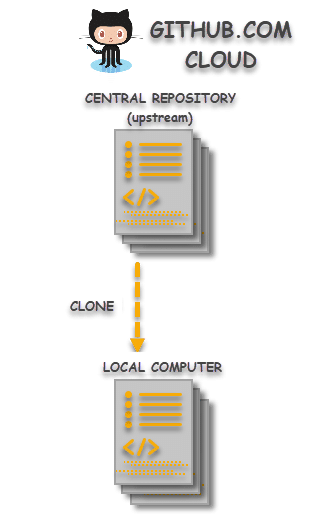 GITHUB.COM
CLOUD
CENTRAL REPOSITORY
(upstream)
</>
CLONE
LOCAL COMPUTER
</>